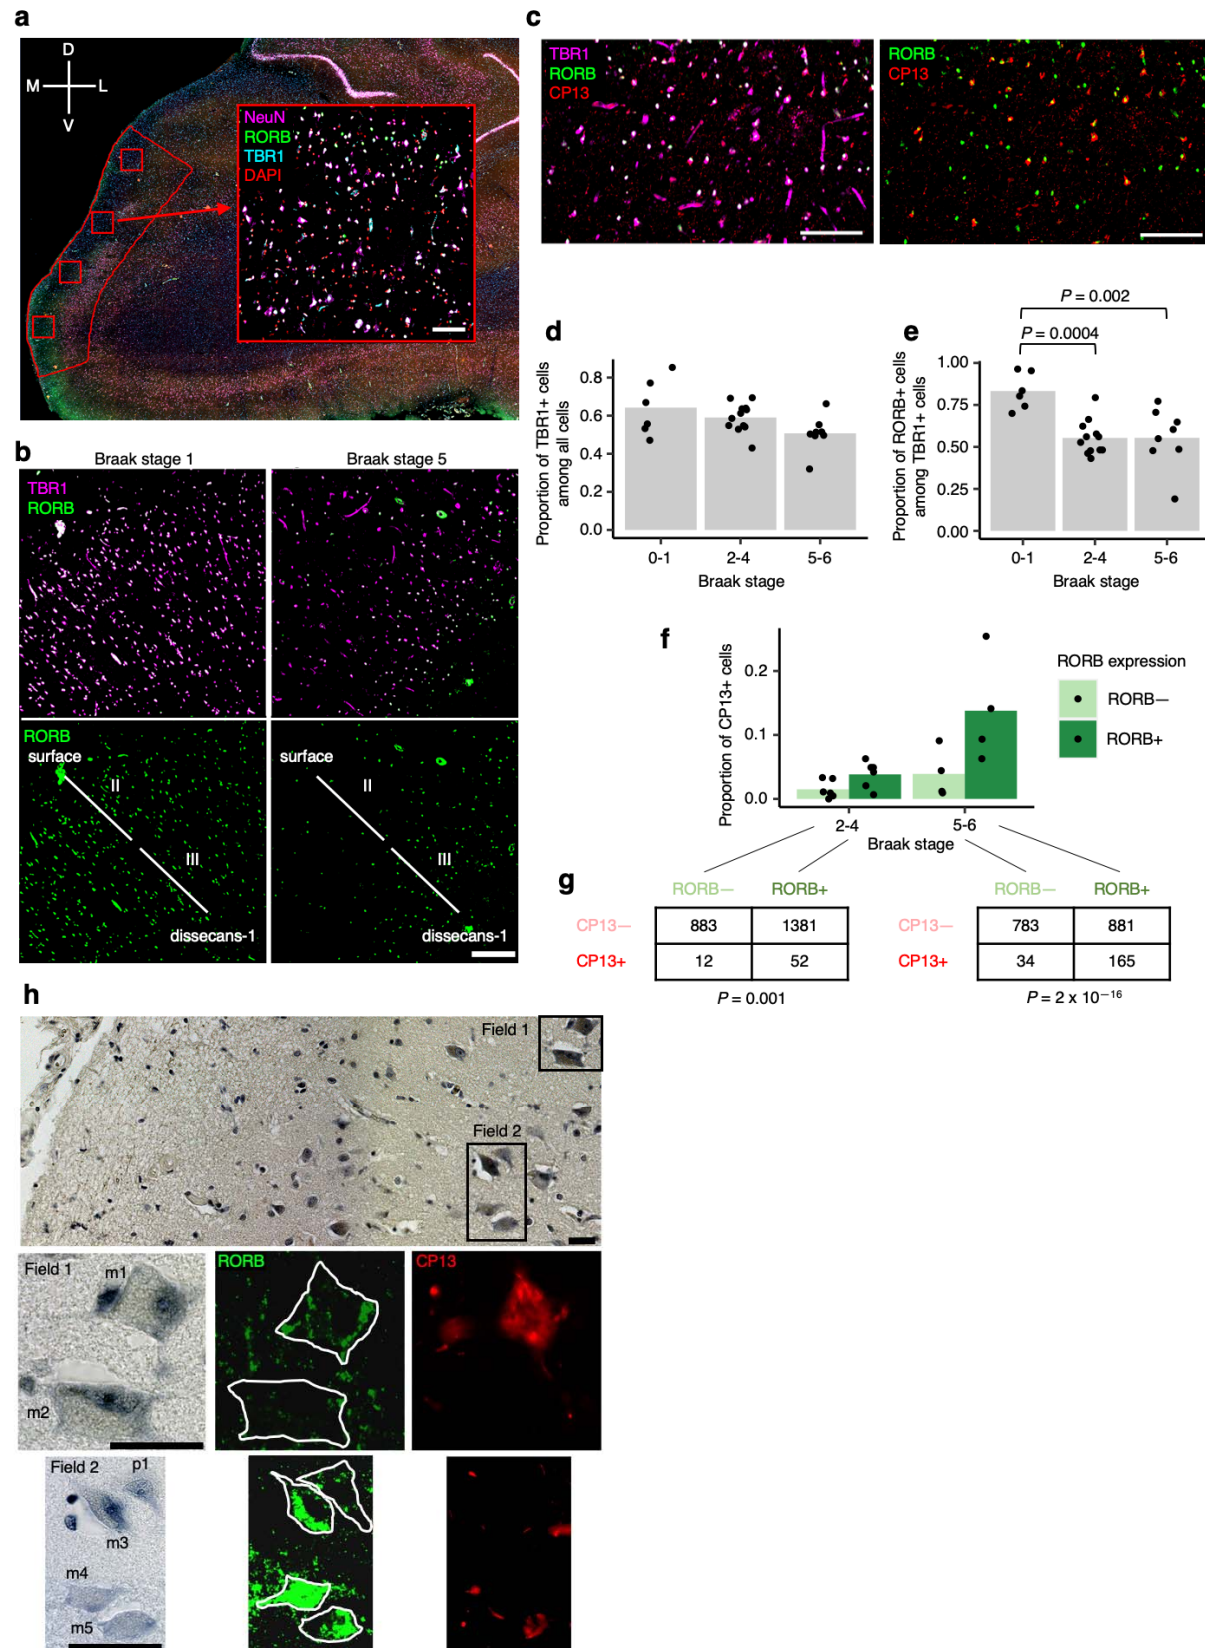 a
D
M
L
V
NeuN
RORB
TBR1
DAPI
b
Braak stage 1
Braak stage 5
TBR1
RORB
RORB
surface
II
III
dissecans-1
surface
II
III
dissecans-1
c
TBR1
RORB
CP13
RORB
CP13
d
Proportion of TBR1+ cells
among all cells
0.8
0.6
0.4
0.2
0.0
0-1
2-4
5-6
Braak stage
e
P = 0.002
P = 0.0004
Proportion of RORB+ cells
among TBR1+ cells
1.00
0.75
0.50
0.25
0.00
0-1
2-4
5-6
Braak stage
f
Proportion of CP13+ cells
0.2
0.1
0.0
2-4
5-6
Braak stage
RORB expression
RORB—
RORB+
g
RORB— RORB+
CP13— 883 1381
CP13+ 12 52
P = 0.001
RORB— RORB+
CP13— 783 881
CP13+ 34 165
P = 2 x 10⁻¹⁶
h
Field 1
Field 2
Field 1
m1
m2
RORB
CP13
Field 2
p1
m3
m4
m5